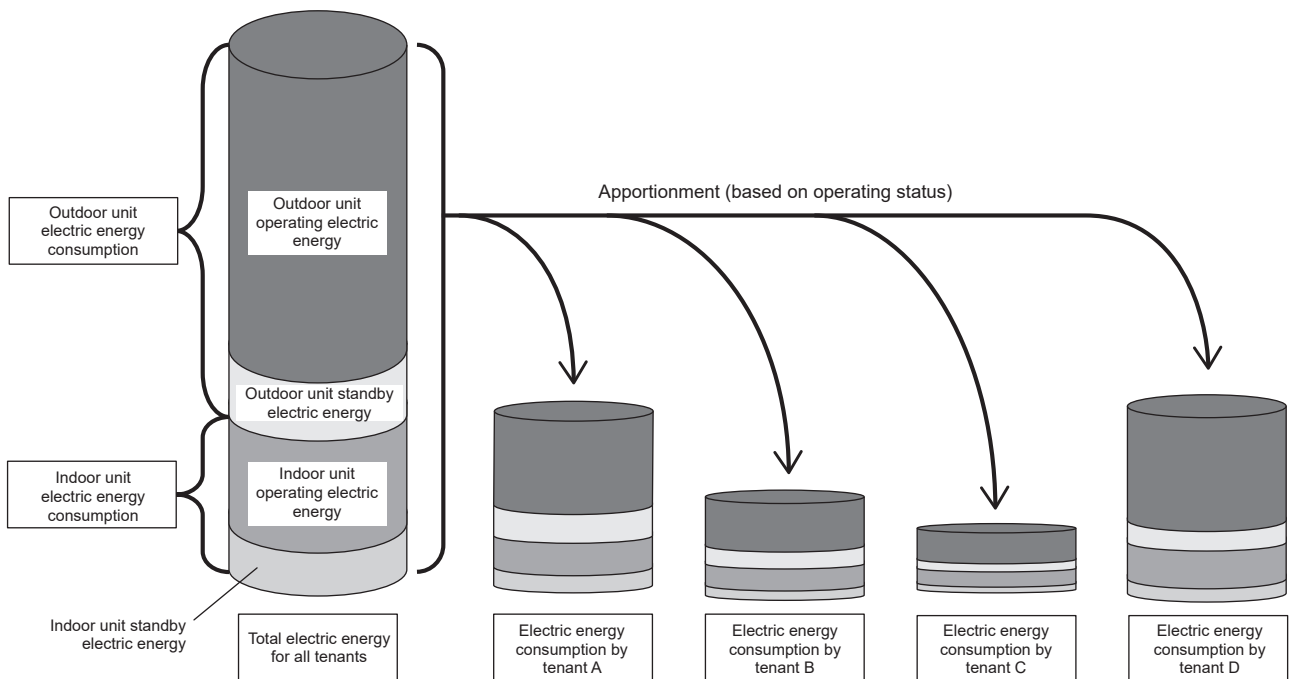 Outdoor unit
electric energy
consumption
Outdoor unit
operating electric
energy
Apportionment (based on operating status)
Outdoor unit standby
electric energy
Indoor unit
electric energy
consumption
Indoor unit
operating electric
energy
Indoor unit standby
electric energy
Total electric energy
for all tenants
Electric energy
consumption by
tenant A
Electric energy
consumption by
tenant B
Electric energy
consumption by
tenant C
Electric energy
consumption by
tenant D